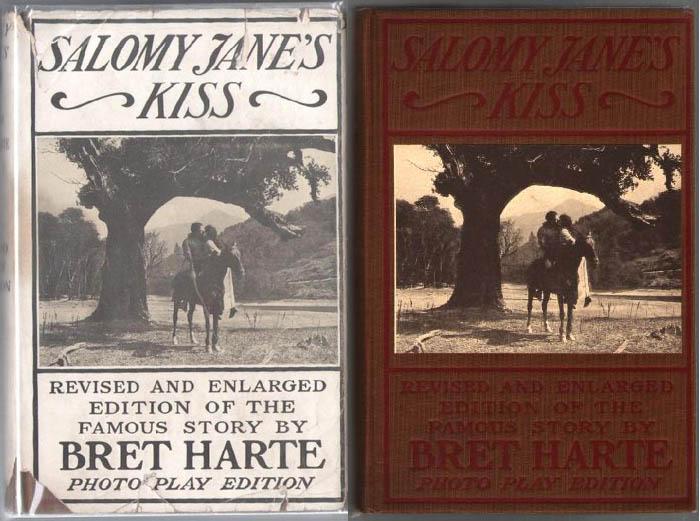 SALOMY JANE'S
KISS
REVISED AND ENLARGED
EDITION OF THE
FAMOUS STORY BY
BRET HARTE
PHOTO PLAY EDITION
SALOMY JANE'S
KISS
REVISED AND ENLARGED
EDITION OF THE
FAMOUS STORY BY
BRET HARTE
PHOTO PLAY EDITION